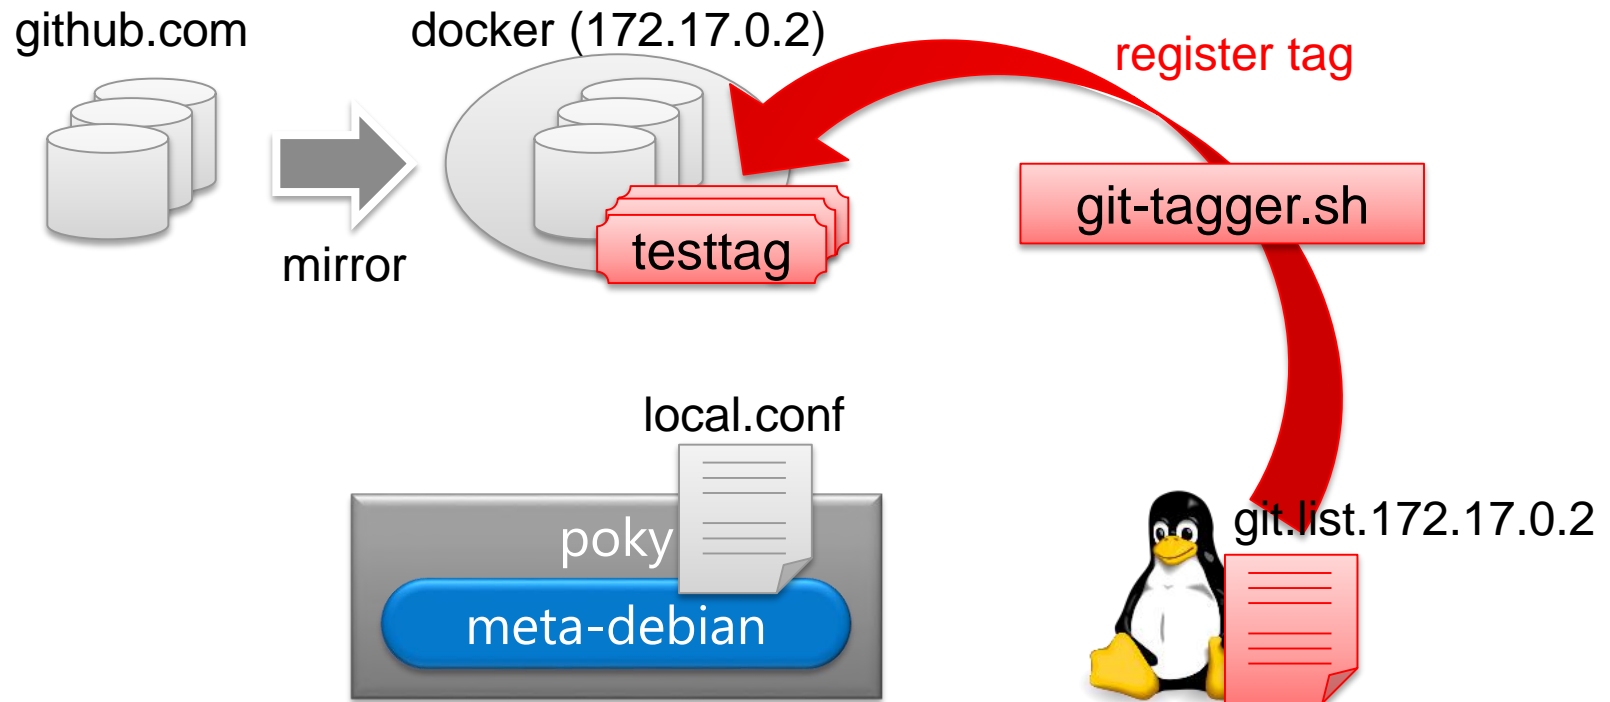 github.com
docker (172.17.0.2)
register tag
git-tagger.sh
testtag
mirror
local.conf
git.list.172.17.0.2
poky
meta-debian